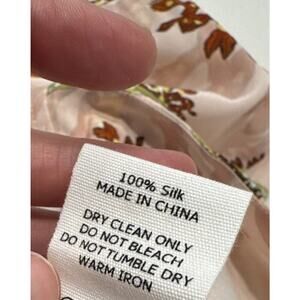 100% Silk
MADE IN CHINA
DRY CLEAN ONLY
DO NOT BLEACH
DO NOT TUMBLE DRY
WARM IRON